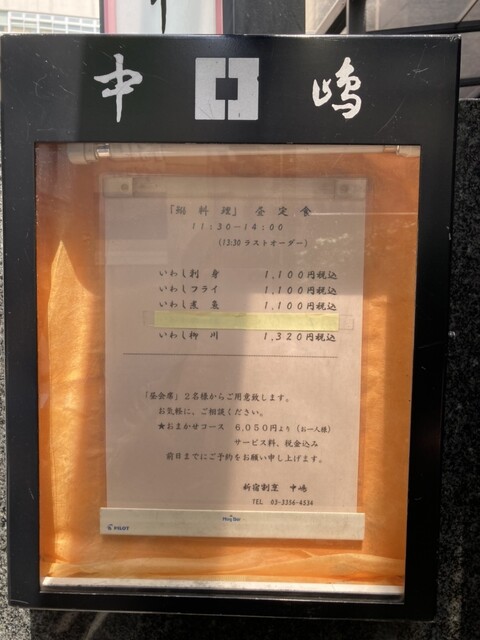 中 嶋
「鰯 料 理」 昼 定 食
11:30－14:00
(13:30 ラストオーダー)
いわし刺 身 1,100円税込
いわしフライ 1,100円税込
いわし煮 魚 1,100円税込
いわし柳 川 1,320円税込
「昼会席」２名様からご用意致します。
お気軽に、ご相談ください。
★おまかせコース 6,050円より（お一人様）
サービス料、税金込み
前日までにご予約をお願い申し上げます。
新宿割烹 中嶋
TEL 03-3356-4534
PILOT